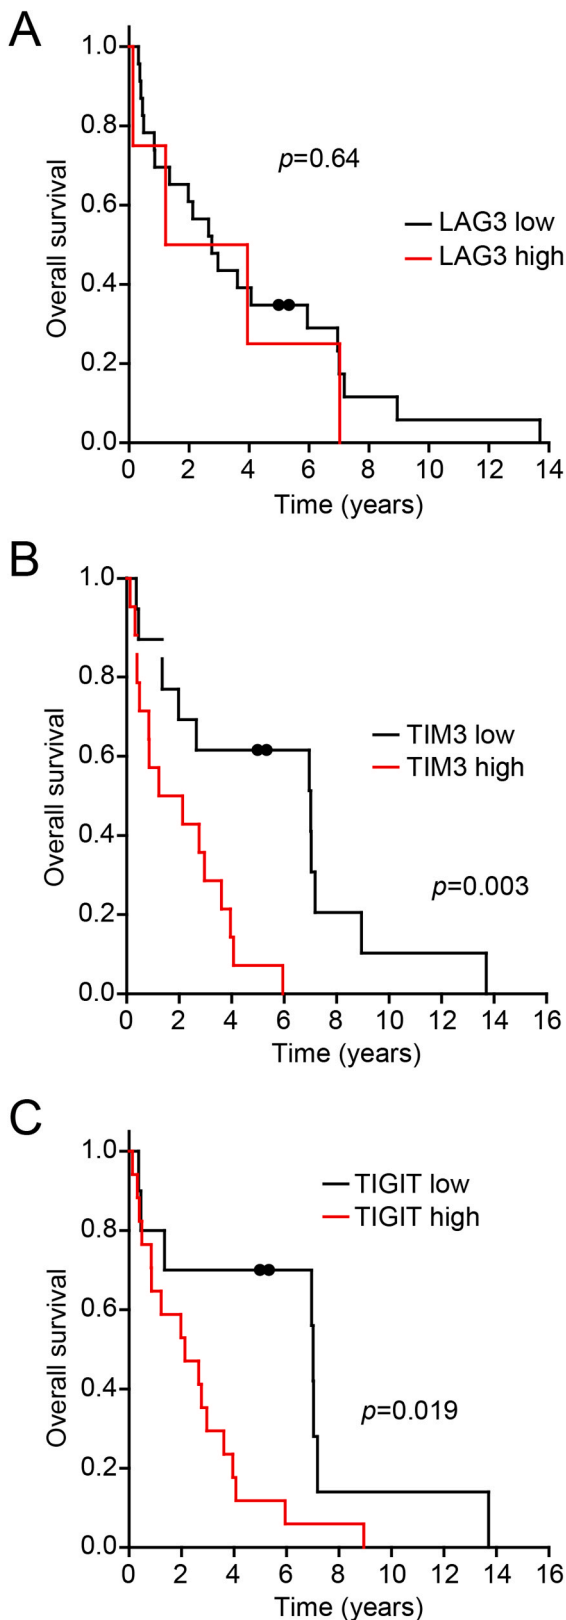 A
1.0
0.8
p=0.64
0.6
LAG3 low
LAG3 high
0.4
0.2
0.0
Overall survival
0 2 4 6 8 10 12 14
Time (years)
B
1.0
0.8
TIM3 low
0.6
TIM3 high
0.4
p=0.003
0.2
0.0
Overall survival
0 2 4 6 8 10 12 14 16
Time (years)
C
1.0
TIGIT low
TIGIT high
0.8
0.6
0.4
p=0.019
0.2
0.0
Overall survival
0 2 4 6 8 10 12 14 16
Time (years)